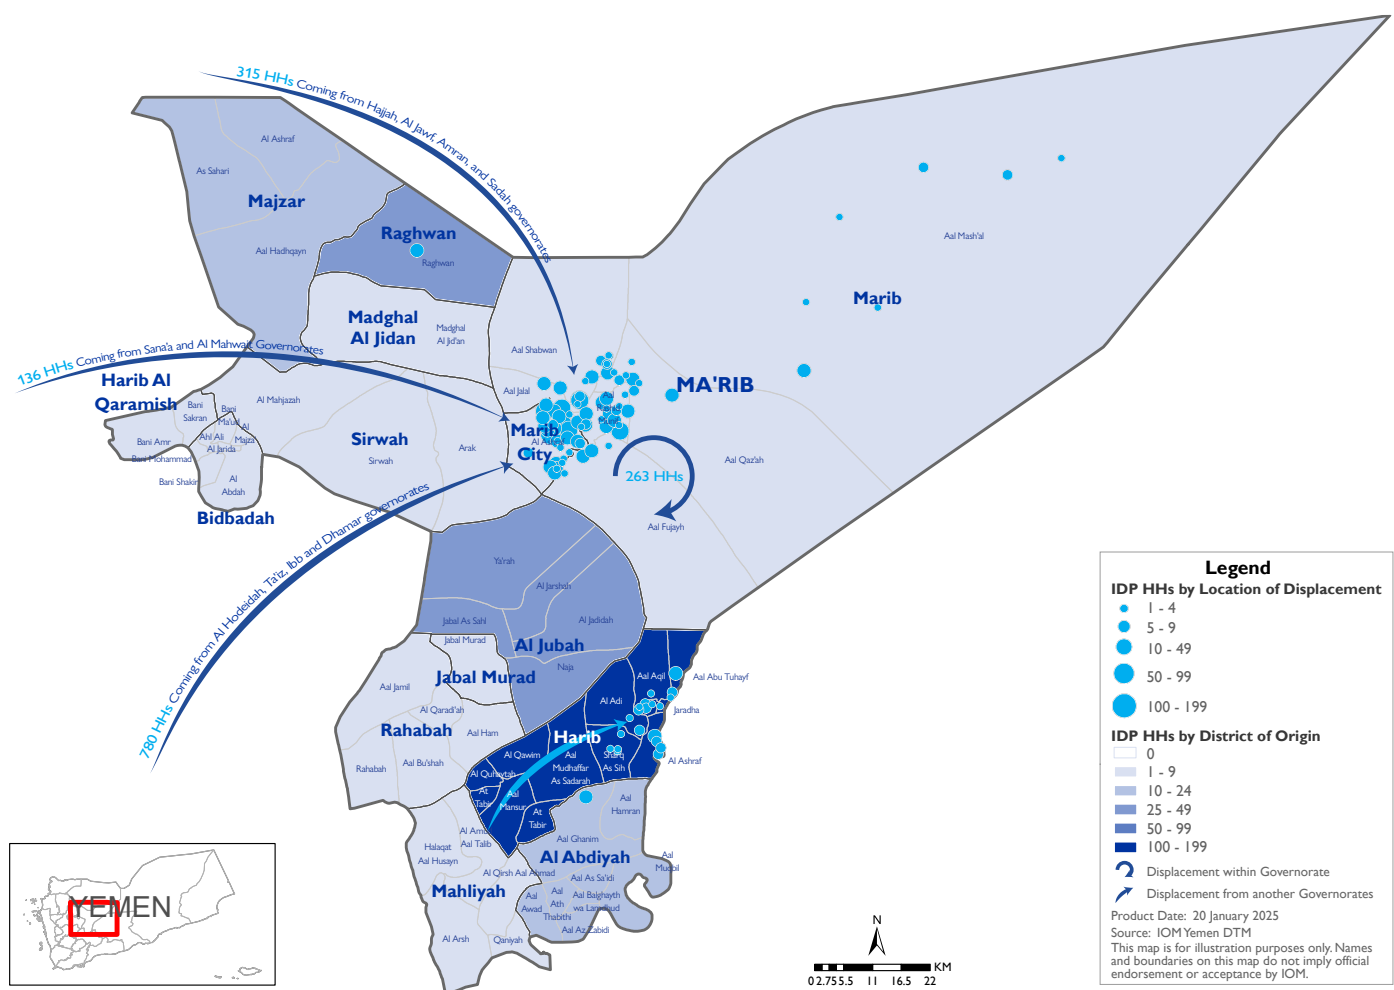 315 HHs Coming from Hajjah, Al Jawf, Amran, and Sadah governorates
Al Ashraf
As Sahari
Majzar
Aal Hadhqayn
Raghwan
Raghwan
Aal Mash'al
Marib
Madghal
Al Jidan
Madghal
Al Jid'an
Aal Shabwan
136 HHs Coming from Sana'a and Al Mahwait Governorates
Harib Al
Qaramish
Al Mahjazah
Aal Jalal
MA'RIB
Bani
Sakran
Bani
Ma'ud
Al
Majza
Ahl Ali
Al Jarida
Bani Amr
Bani Mohammad
Bani Shakir
Al
Abdah
Bidbadah
Sirwah
Sirwah
Arak
Marib
City
Aal
263 HHs
Aal Qaz'ah
Aal Fujayh
780 HHs Coming from Al Hodeidah, Ta'iz, Ibb and Dhamar governorates
Ya'rah
Al Jarshah
Jabal As Sahl
Al Jadidah
Al Jubah
Naja
Jabal Murad
Jabal Murad
Aal Jamil
Al Qaradi'ah
Rahabah
Aal Ham
Aal Bu'shah
Rahabah
Aal Aqil
Aal Abu Tuhayf
Al Adi
Jaradha
Harib
Al Qawim
Aal
Mudhaffar
As Sadarah
Sharq
As Sih
Al Ashraf
Al Quhaytah
At
Tabir
Aal
Mansur
At
Tabir
Aal
Hamran
Aal Ghanim
Al Abdiyah
Aal
Muqbil
Aal Talib
Halaqat
Aal Husayn
Al Qirsh Aal Ahmad
Mahliyah
Aal As Sa'idi
Aal
Awad
Aal
Ath
Thabithi
Aal Balghayth
Al Arsh
Qaniyah
YEMEN
N
KM
0 2.75 5.5 11 16.5 22
Legend
IDP HHs by Location of Displacement
1 - 4
5 - 9
10 - 49
50 - 99
100 - 199
IDP HHs by District of Origin
0
1 - 9
10 - 24
25 - 49
50 - 99
100 - 199
Displacement within Governorate
Displacement from another Governorates
Product Date: 20 January 2025
Source: IOM Yemen DTM
This map is for illustration purposes only. Names
and boundaries on this map do not imply official
endorsement or acceptance by IOM.